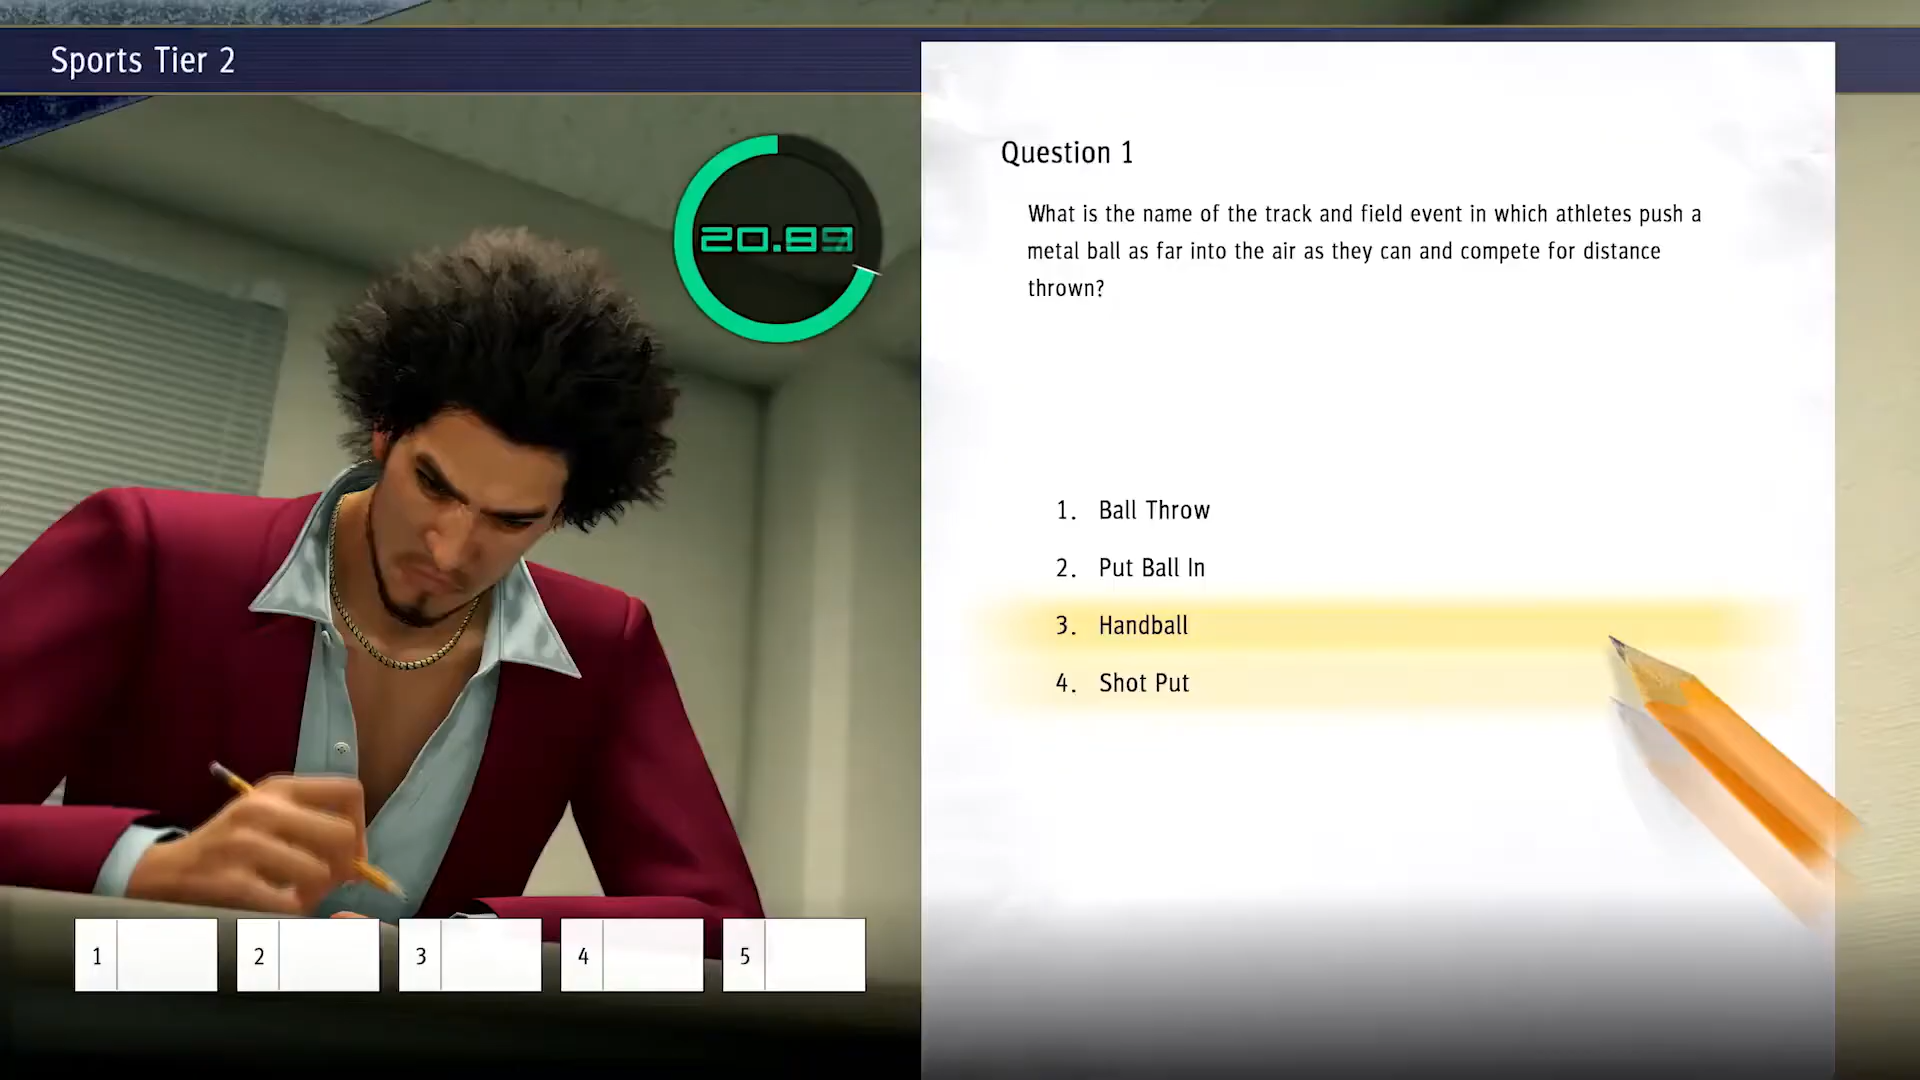 Sports Tier 2
20.89
Question 1
What is the name of the track and field event in which athletes push a
metal ball as far into the air as they can and compete for distance
thrown?
1. Ball Throw
2. Put Ball In
3. Handball
4. Shot Put
1
2
3
4
5